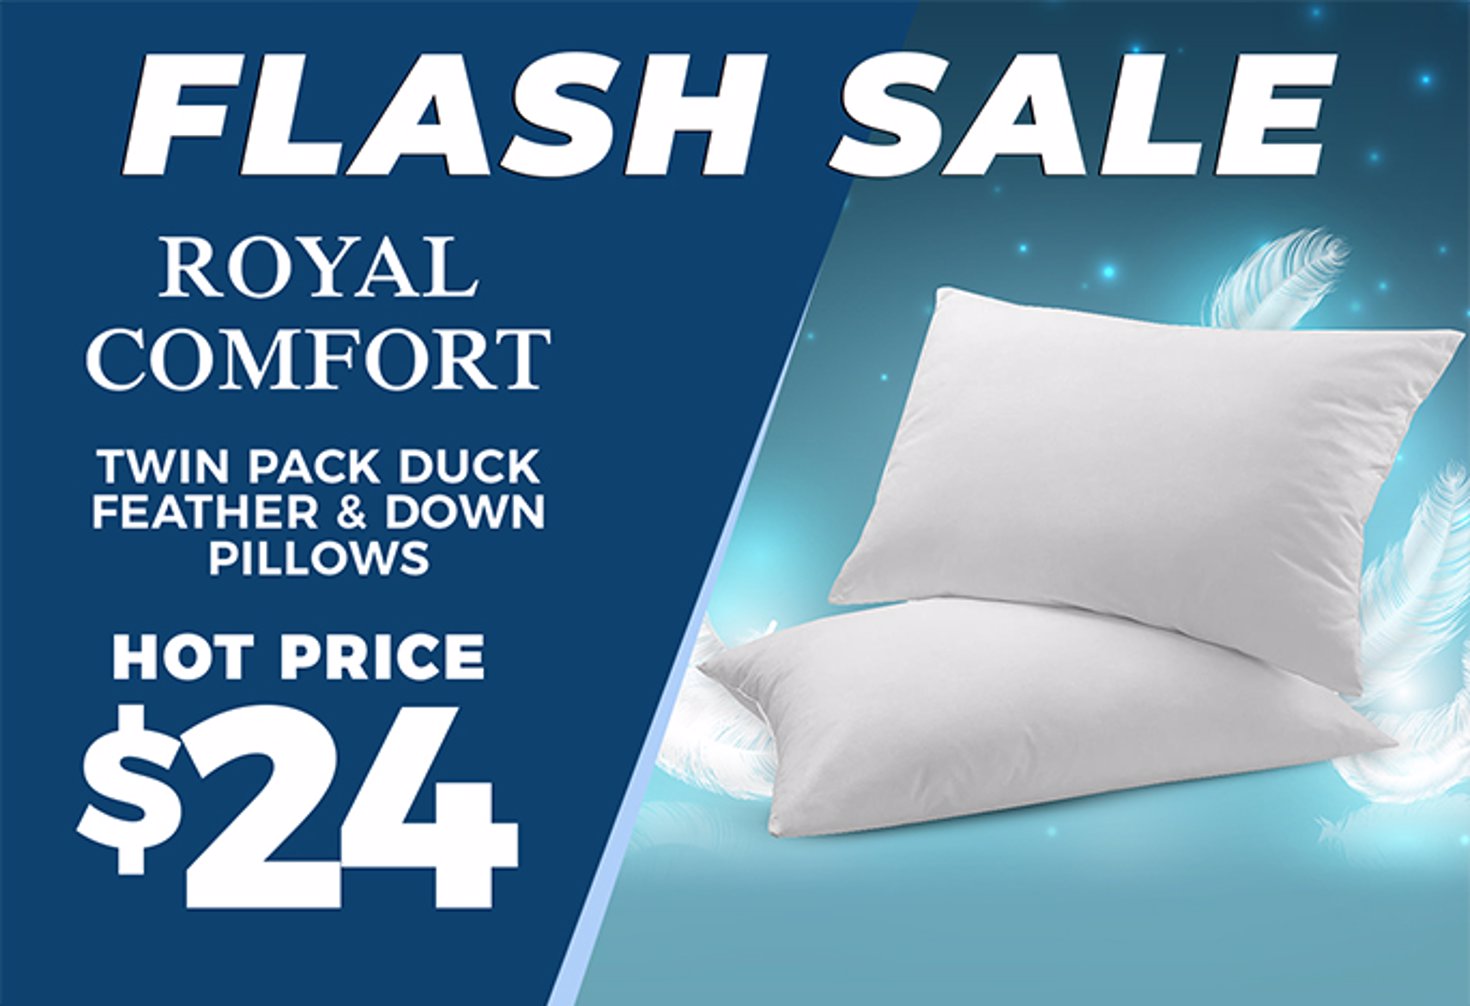 FLASH SALE
ROYAL
COMFORT
TWIN PACK DUCK
FEATHER & DOWN
PILLOWS
HOT PRICE
$24